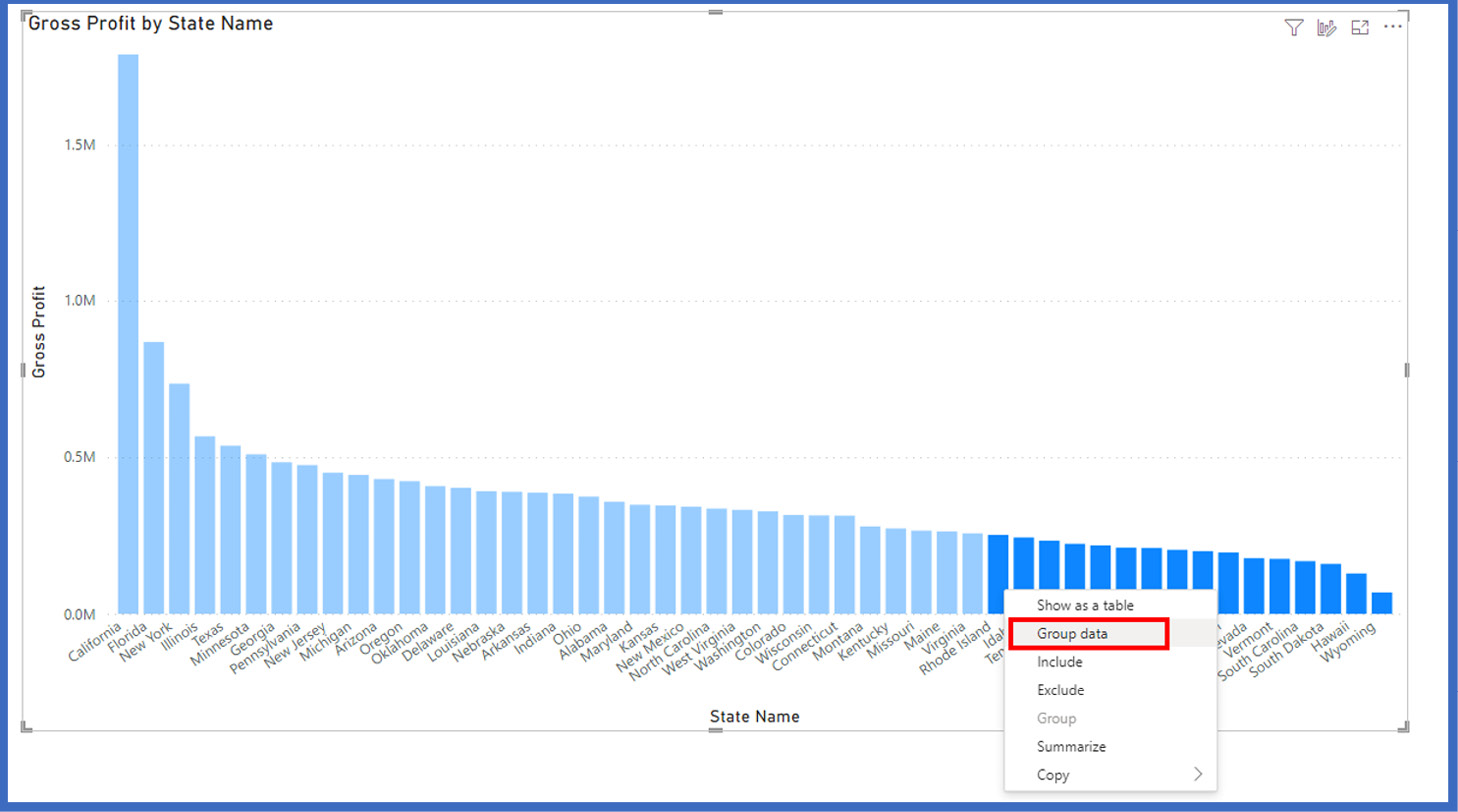 Gross Profit by State Name
1.5M
1.0M
0.5M
0.0M
Gross Profit
California
Florida
New York
Illinois
Texas
Minnesota
Georgia
Pennsylvania
New Jersey
Michigan
Arizona
Oregon
Oklahoma
Delaware
Louisiana
Nebraska
Arkansas
Indiana
Ohio
Alabama
Maryland
Kansas
New Mexico
North Carolina
West Virginia
Washington
Colorado
Wisconsin
Connecticut
Montana
Kentucky
Missouri
Maine
Virginia
Rhode Island
Idah
Ten
evada
Vermont
South Carolina
South Dakota
Hawaii
Wyoming
State Name
Show as a table
Group data
Include
Exclude
Group
Summarize
Copy